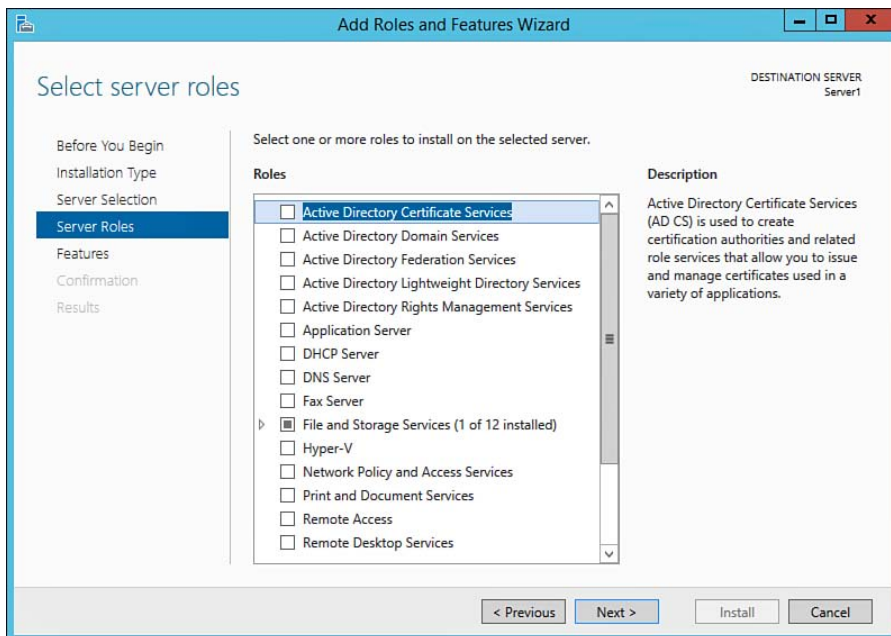 Add Roles and Features Wizard
Select server roles
DESTINATION SERVER
Server1
Before You Begin
Installation Type
Server Selection
Server Roles
Features
Confirmation
Results
Select one or more roles to install on the selected server.
Roles
Active Directory Certificate Services
Active Directory Domain Services
Active Directory Federation Services
Active Directory Lightweight Directory Services
Active Directory Rights Management Services
Application Server
DHCP Server
DNS Server
Fax Server
File and Storage Services (1 of 12 installed)
Hyper-V
Network Policy and Access Services
Print and Document Services
Remote Access
Remote Desktop Services
Description
Active Directory Certificate Services
(AD CS) is used to create
certification authorities and related
role services that allow you to issue
and manage certificates used in a
variety of applications.
< Previous
Next >
Install
Cancel